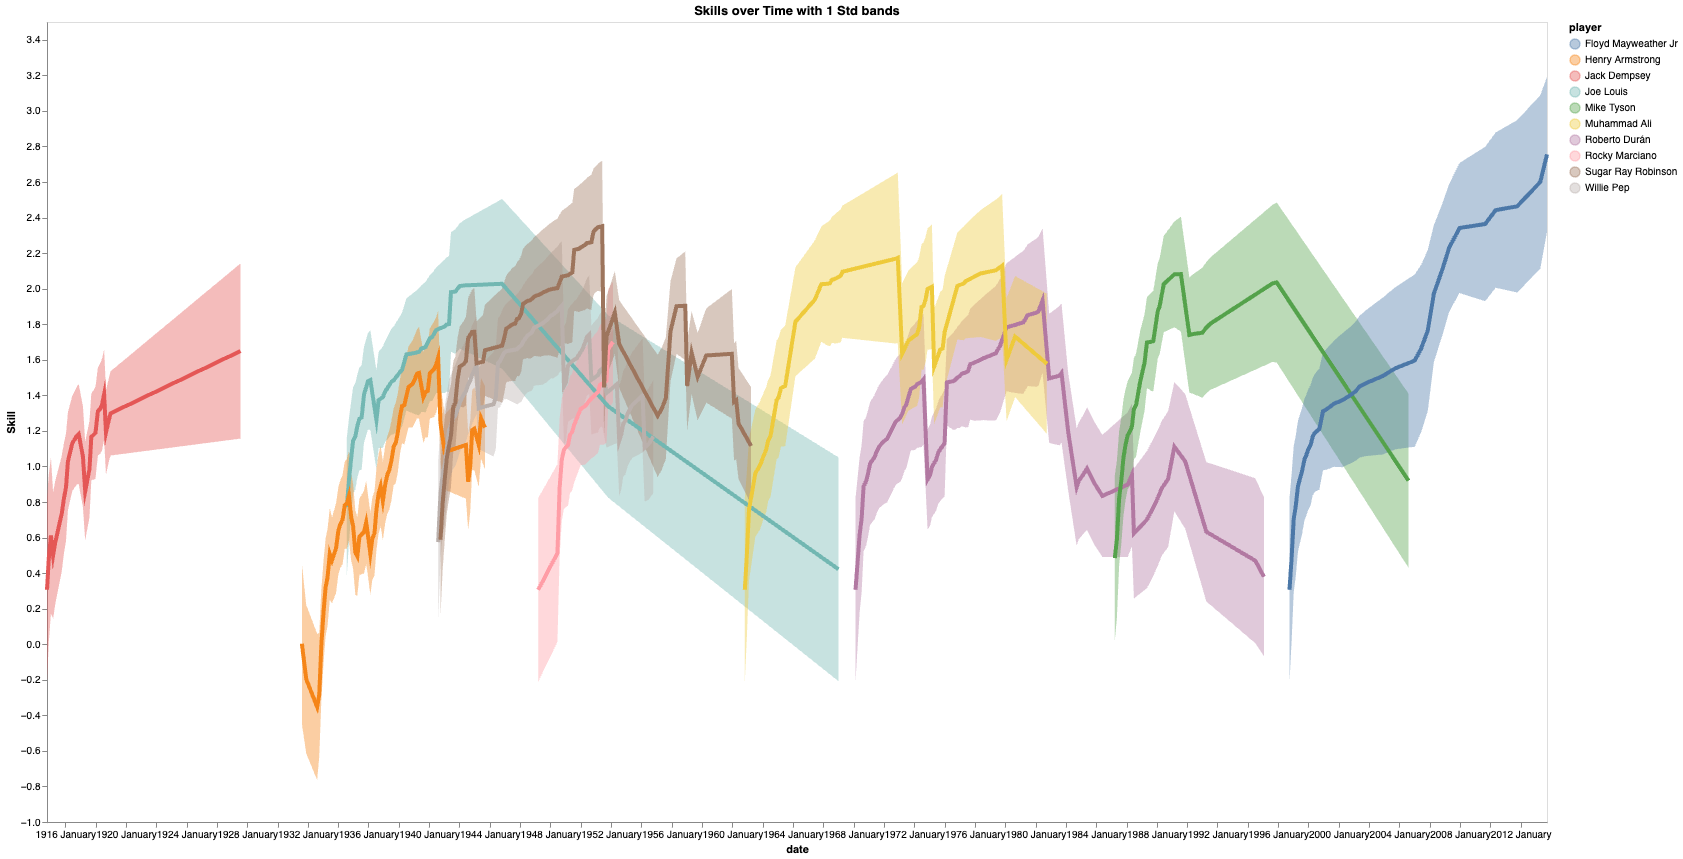 Skills over Time with 1 Std bands
player
Floyd Mayweather Jr
Henry Armstrong
Jack Dempsey
Joe Louis
Mike Tyson
Muhammad Ali
Roberto Durán
Rocky Marciano
Sugar Ray Robinson
Willie Pep
Skill
3.4
3.2
3.0
2.8
2.6
2.4
2.2
2.0
1.8
1.6
1.4
1.2
1.0
0.8
0.6
0.4
0.2
0.0
−0.2
−0.4
−0.6
−0.8
−1.0
1916 January1920 January1924 January1928 January1932 January1936 January1940 January1944 January1948 January1952 January1956 January1960 January1964 January1968 January1972 January1976 January1980 January1984 January1988 January1992 January1996 January2000 January2004 January2008 January2012 January
date